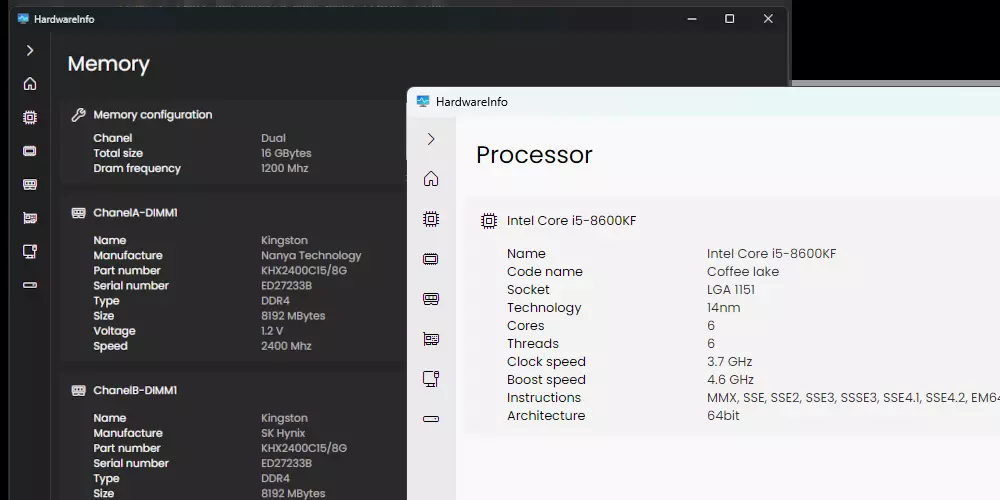 HardwareInfo
Memory
Memory configuration
Chanel Dual
Total size 16 GBytes
Dram frequency 1200 Mhz
ChanelA-DIMM1
Name Kingston
Manufacture Nanya Technology
Part number KHX2400C15/8G
Serial number ED27233B
Type DDR4
Size 8192 MBytes
Voltage 1.2 V
Speed 2400 Mhz
ChanelB-DIMM1
Name Kingston
Manufacture SK Hynix
Part number KHX2400C15/8G
Serial number ED27233B
Type DDR4
Size 8192 MBytes
HardwareInfo
Processor
Intel Core i5-8600KF
Name Intel Core i5-8600KF
Code name Coffee lake
Socket LGA 1151
Technology 14nm
Cores 6
Threads 6
Clock speed 3.7 GHz
Boost speed 4.6 GHz
Instructions MMX, SSE, SSE2, SSE3, SSSE3, SSE4.1, SSE4.2, EM64
Architecture 64bit